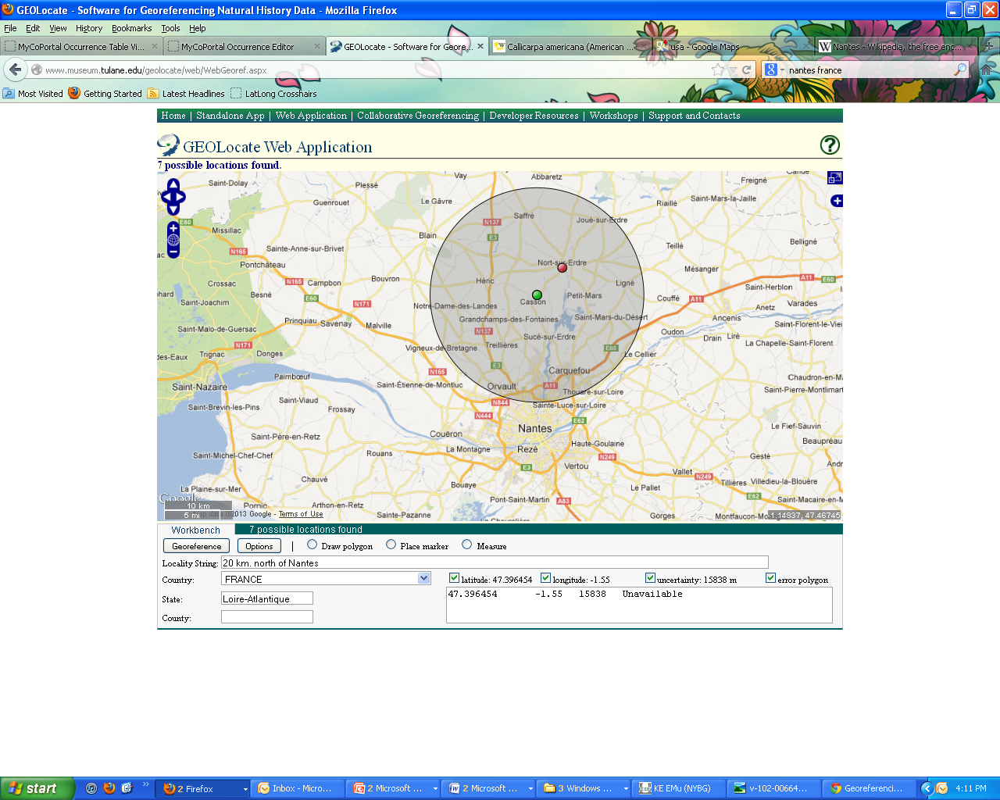 GEOLocate - Software for Georeferencing Natural History Data - Mozilla Firefox
File Edit View History Bookmarks Tools Help
MyCoPortal Occurrence Table Vi... MyCoPortal Occurrence Editor GEOLocate - Software for Geore... Callicarpa americana (American ... usa - Google Maps Nantes - Wikipedia, the free enc...
www.museum.tulane.edu/geolocate/web/WebGeoref.aspx nantes france
Most Visited Getting Started Latest Headlines LatLong Crosshairs
Home | Standalone App | Web Application | Collaborative Georeferencing | Developer Resources | Workshops | Support and Contacts
GEOLocate Web Application
7 possible locations found.
Vay Abbaretz Freigné
Saint-Dolay Plessé
Guenrouet Le Gâvre Riaillé Saint-Mars-la-Jaille
Saffré Joué-sur-Erdre
E60 N137
Missillac Blain E3 Belligné
Saint-Anne-sur-Brivet Teillé
N165
Pontchâteau Nort-sur-Erdre Mésanger
Crossac Campbon Bouvron Héric Ligné A11 E60
N165 Saint-Herblon
Besné E60 Casson Petit-Mars Couffé A11
Saint-Joachim N171 Notre-Dame-des-Landes Anetz Varades
Prinquiau Savenay Grandchamps-des-Fontaines Saint-Mars-du-Désert Ancenis
Malville Saint-Florent-le-Vi
Saint-Malo-de-Guersac N137 Oudon
Sucé-sur-Erdre Drain Liré
N171 Treillières E60 La Chapelle-Saint-Florent
Vigneux-de-Bretagne Le Cellier
Trignac Donges
E3
N165 Carquefou
Paimbœuf Chaudron-en-Ma
Saint-Nazaire Saint-Étienne-de-Montluc Orvault A11
Thouaré-sur-Loire Saint-Pierre-Montlimart
Saint-Viaud N844 Sainte-Luce-sur-Loire
Saint-Brevin-les-Pins Frossay
N444 E62
Nantes Le Fief-Sauvin
Saint-Père-en-Retz Couëron
Haute-Goulaine
La Montagne Rezé
Saint-Michel-Chef-Chef Rouans N249 Gesté Beaupréau
E3 Vertou
Chauvé Vallet N249
Bouaye Tillières Villedieu-la-Blouère
La Plaine-sur-Mer Le Pallet
E62
Pont-Saint-Martin A83 Saint-Macaire-en-
Pornic Arthon-en-Retz
Google
10 km
5 mi
©2013 Google - Terms of Use
Sainte-Pazanne Gorges
-1.14837, 47.46745
Workbench 7 possible locations found
Georeference Options | Draw polygon Place marker Measure
Locality String: 20 km. north of Nantes
Country: FRANCE latitude: 47.396454 longitude: -1.55 uncertainty: 15838 m error polygon
47.396454 -1.55 15838 Unavailable
State: Loire-Atlantique
County:
start 2 Firefox Inbox - Micro... 2 Microsoft ... 2 Microsoft ... 3 Windows ... KE EMu (NYBG) v-102-00664... Georeferenci... 4:11 PM